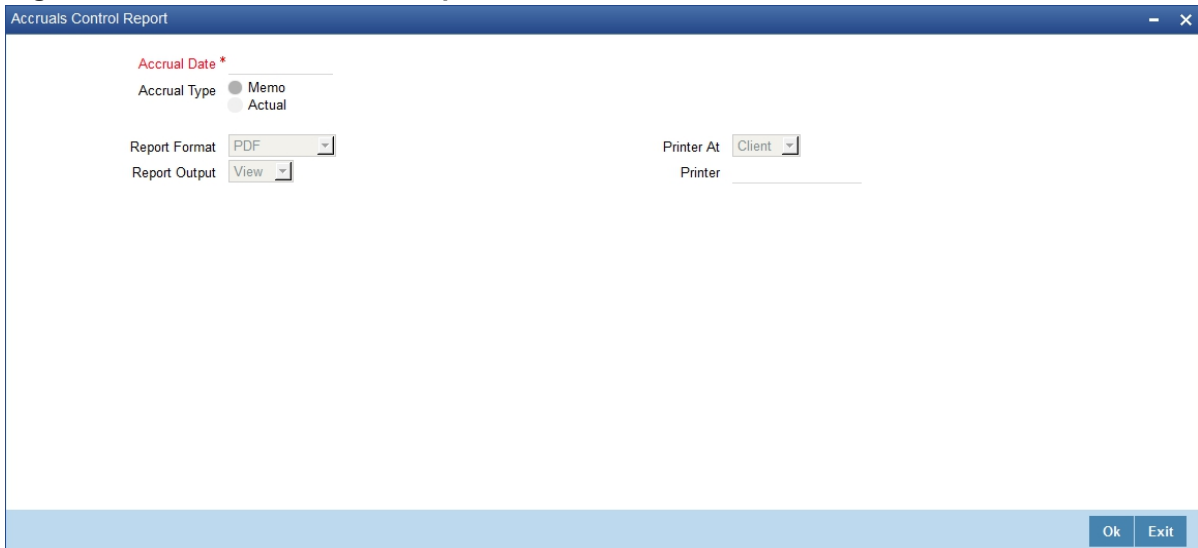 Accruals Control Report
Accrual Date *
Accrual Type Memo
Actual
Report Format PDF Printer At Client
Report Output View Printer
Ok Exit